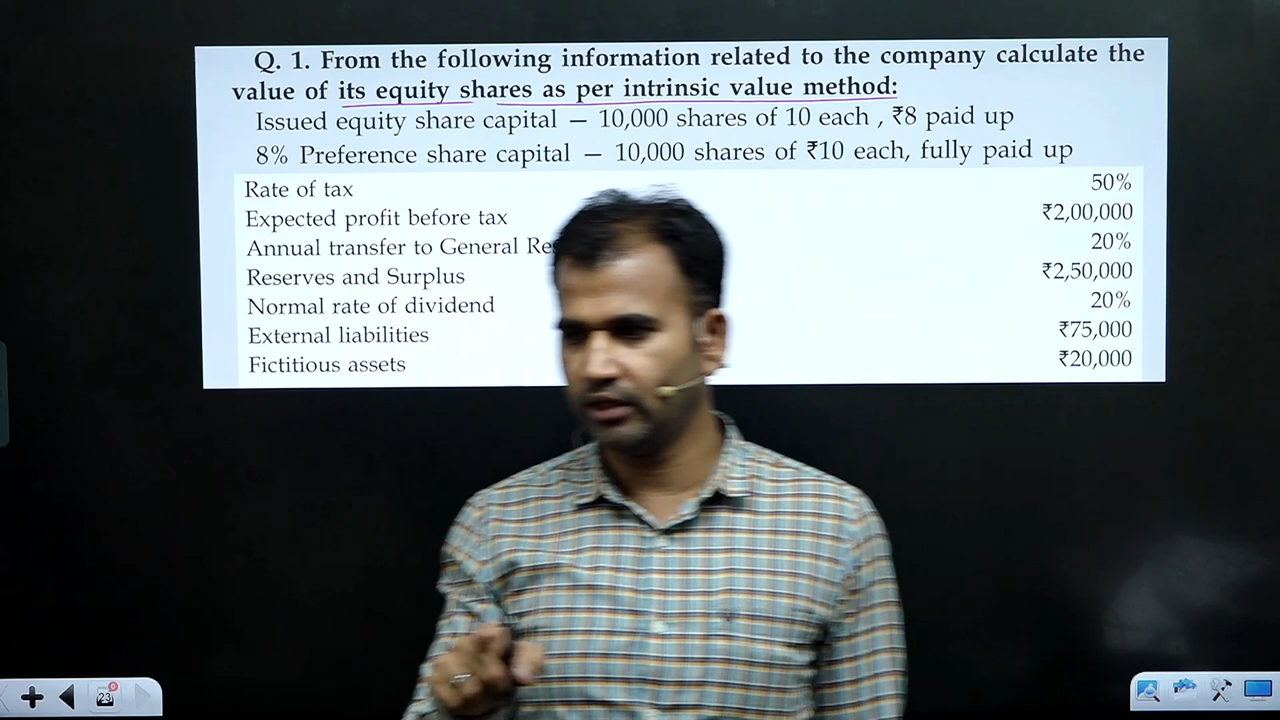 Q. 1. From the following information related to the company calculate the
value of its equity shares as per intrinsic value method:
Issued equity share capital – 10,000 shares of 10 each , ₹8 paid up
8% Preference share capital – 10,000 shares of ₹10 each, fully paid up
Rate of tax 50%
Expected profit before tax ₹2,00,000
Annual transfer to General 20%
Reserves and Surplus ₹2,50,000
Normal rate of dividend 20%
External liabilities ₹75,000
Fictitious assets ₹20,000
23